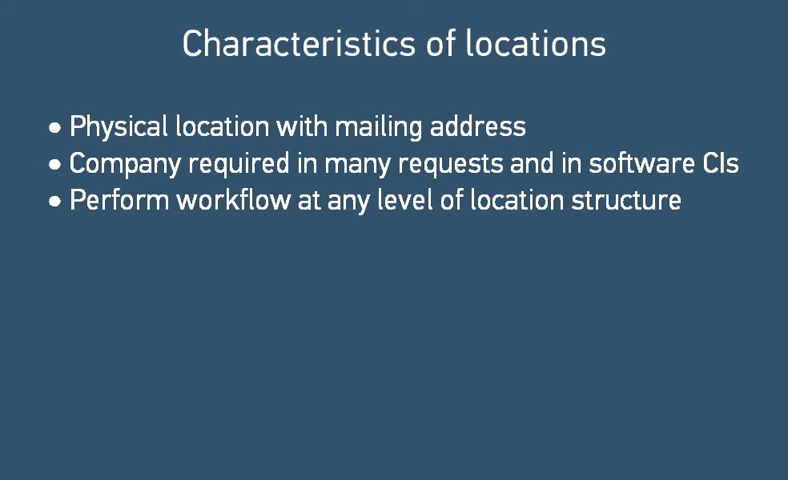 Characteristics of locations
• Physical location with mailing address
• Company required in many requests and in software CIs
• Perform workflow at any level of location structure